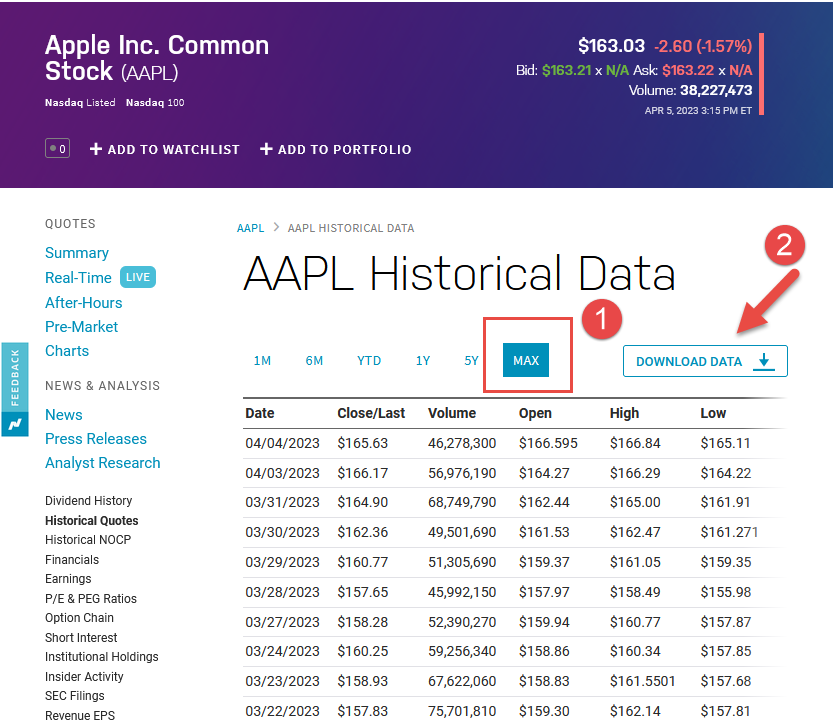 Apple Inc. Common
Stock (AAPL)
Nasdaq Listed Nasdaq 100
0 + ADD TO WATCHLIST + ADD TO PORTFOLIO
$163.03 -2.60 (-1.57%)
Bid: $163.21 x N/A Ask: $163.22 x N/A
Volume: 38,227,473
APR 5, 2023 3:15 PM ET
FEEDBACK
QUOTES
Summary
Real-Time LIVE
After-Hours
Pre-Market
Charts
NEWS & ANALYSIS
News
Press Releases
Analyst Research
Dividend History
Historical Quotes
Historical NOCP
Financials
Earnings
P/E & PEG Ratios
Option Chain
Short Interest
Institutional Holdings
Insider Activity
SEC Filings
Revenue EPS
AAPL > AAPL HISTORICAL DATA
AAPL Historical Data
1
2
1M 6M YTD 1Y 5Y MAX
DOWNLOAD DATA
Date Close/Last Volume Open High Low
04/04/2023 $165.63 46,278,300 $166.595 $166.84 $165.11
04/03/2023 $166.17 56,976,190 $164.27 $166.29 $164.22
03/31/2023 $164.90 68,749,790 $162.44 $165.00 $161.91
03/30/2023 $162.36 49,501,690 $161.53 $162.47 $161.271
03/29/2023 $160.77 51,305,690 $159.37 $161.05 $159.35
03/28/2023 $157.65 45,992,150 $157.97 $158.49 $155.98
03/27/2023 $158.28 52,390,270 $159.94 $160.77 $157.87
03/24/2023 $160.25 59,256,340 $158.86 $160.34 $157.85
03/23/2023 $158.93 67,622,060 $158.83 $161.5501 $157.68
03/22/2023 $157.83 75,701,810 $159.30 $162.14 $157.81